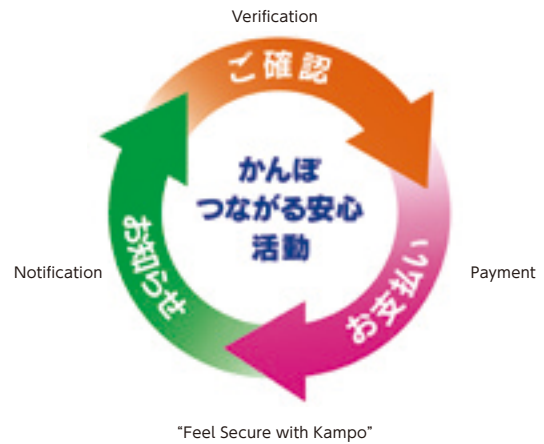 Verification
ご確認
かんぽ
つながる安心
活動
お知らせ
お支払い
Notification
Payment
“Feel Secure with Kampo”